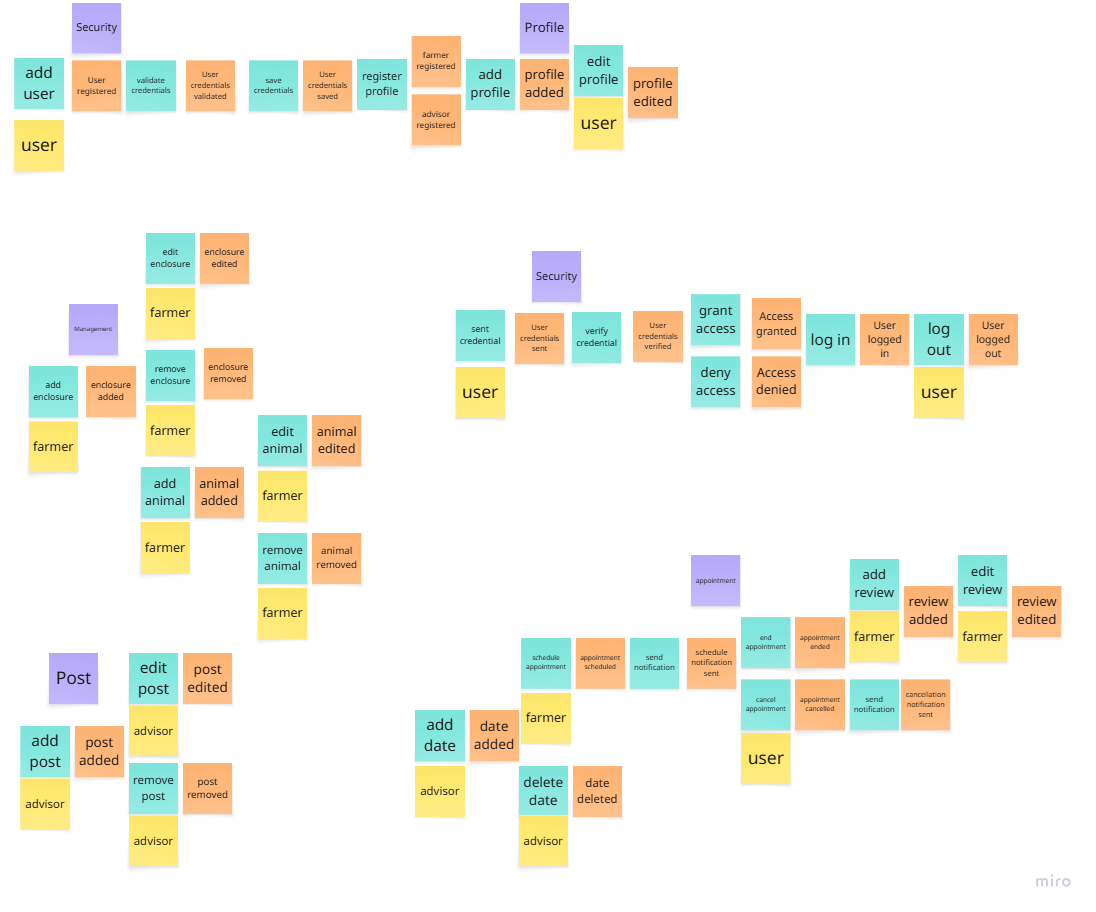 Security
add
user
User
registered
validate
credentials
User
credentials
validated
save
credentials
User
credentials
saved
register
profile
farmer
registered
advisor
registered
add
profile
Profile
profile
added
edit
profile
profile
edited
user
user
edit
enclosure
enclosure
edited
farmer
Management
add
enclosure
enclosure
added
farmer
remove
enclosure
enclosure
removed
farmer
add
animal
animal
added
farmer
edit
animal
animal
edited
farmer
remove
animal
animal
removed
farmer
Security
sent
credential
User
credentials
sent
verify
credential
User
credentials
verified
user
grant
access
Access
granted
deny
access
Access
denied
log in
User
logged
in
log
out
User
logged
out
user
Post
add
post
post
added
advisor
edit
post
post
edited
advisor
remove
post
post
removed
advisor
appointment
add
date
date
added
advisor
schedule
appointment
appointment
scheduled
farmer
send
notification
schedule
notification
sent
delete
date
date
deleted
advisor
end
appointment
appointment
ended
add
review
review
added
farmer
edit
review
review
edited
farmer
cancel
appointment
appointment
cancelled
send
notification
cancellation
notification
sent
user
miro